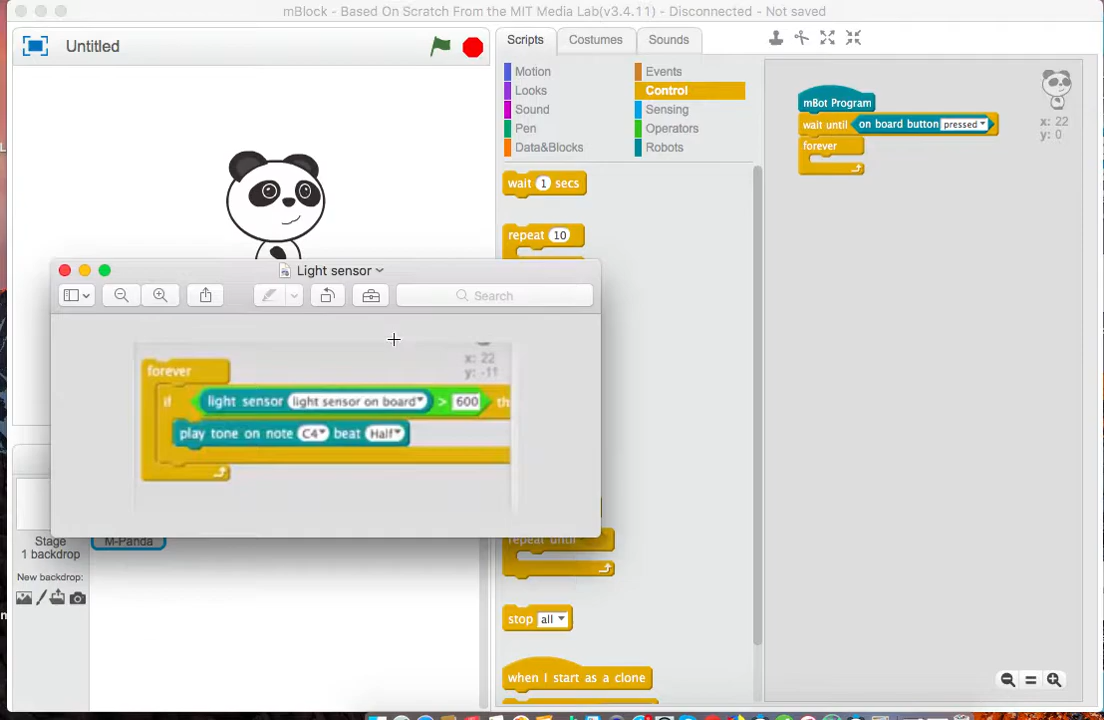 mBlock - Based On Scratch From the MIT Media Lab(v3.4.11) - Disconnected - Not saved
Untitled
Scripts
Costumes
Sounds
Motion
Events
Looks
Control
Sound
Sensing
Pen
Operators
Data&Blocks
Robots
wait 1 secs
repeat 10
mBot Program
wait until on board button pressed
forever
x: 22
y: 0
Light sensor
Search
x: 22
y: -11
forever
if light sensor light sensor on board > 600 th
play tone on note C4 beat Half
repeat until
Stage
1 backdrop
M-Panda
New backdrop:
stop all
when I start as a clone